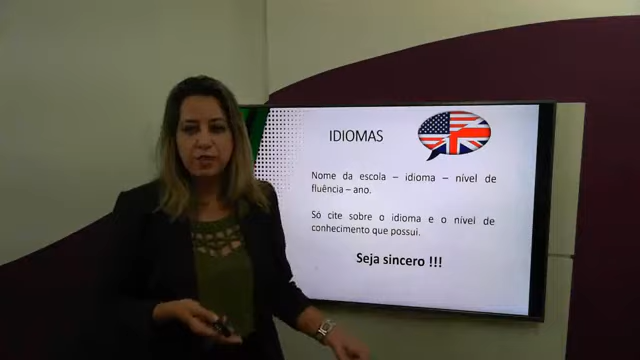 IDIOMAS
Nome da escola – idioma – nível de
fluência – ano.
Só cite sobre o idioma e o nível de
conhecimento que possui.
Seja sincero !!!